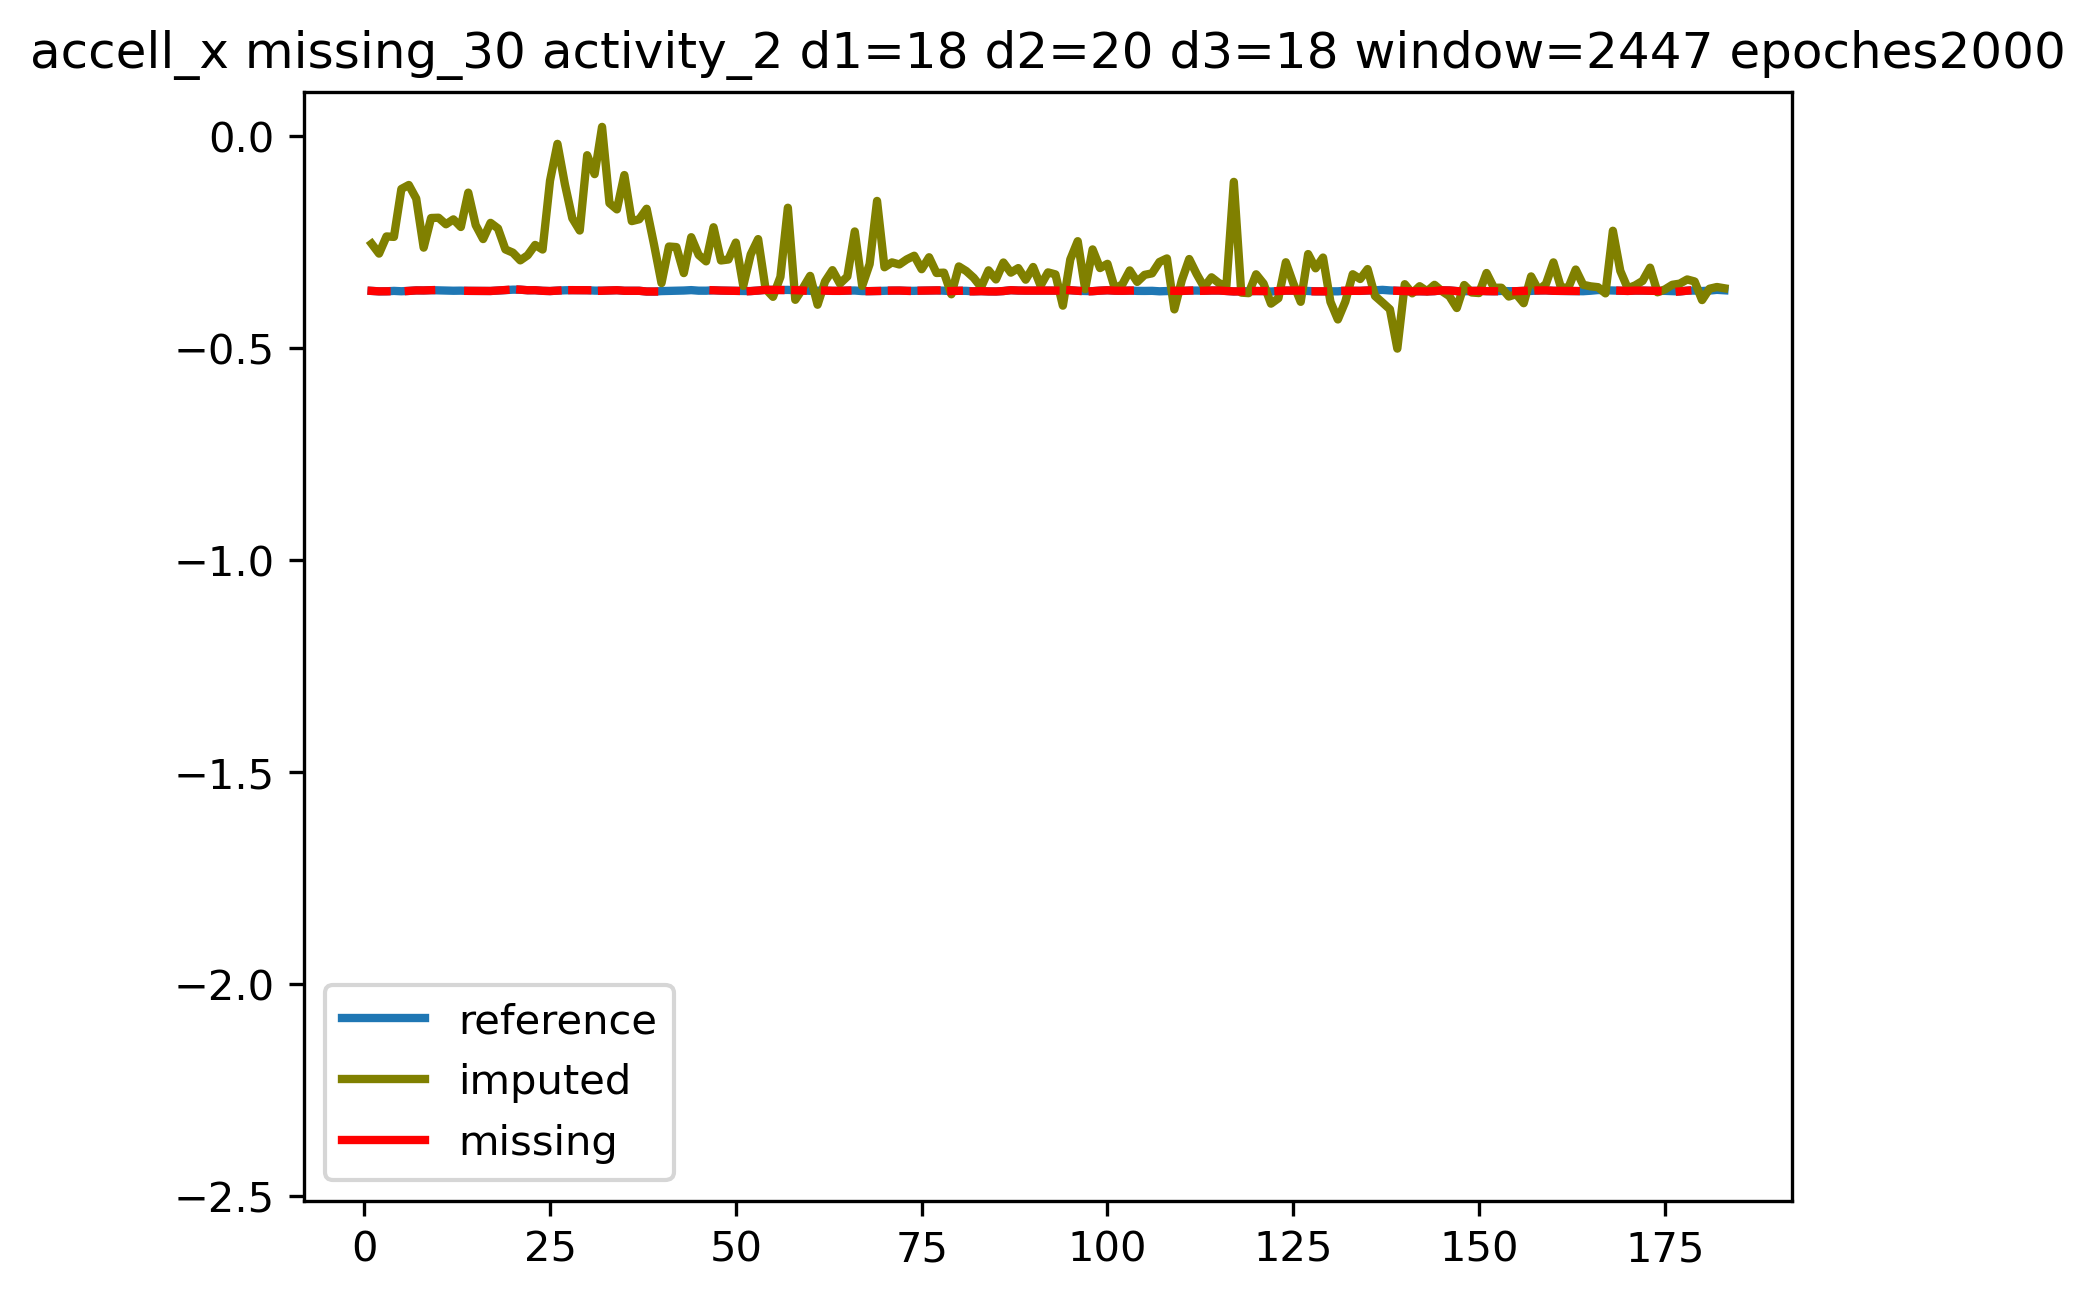 accell_x missing_30 activity_2 d1=18 d2=20 d3=18 window=2447 epoches2000
0.0
−0.5
−1.0
−1.5
−2.0
−2.5
reference
imputed
missing
0 25 50 75 100 125 150 175